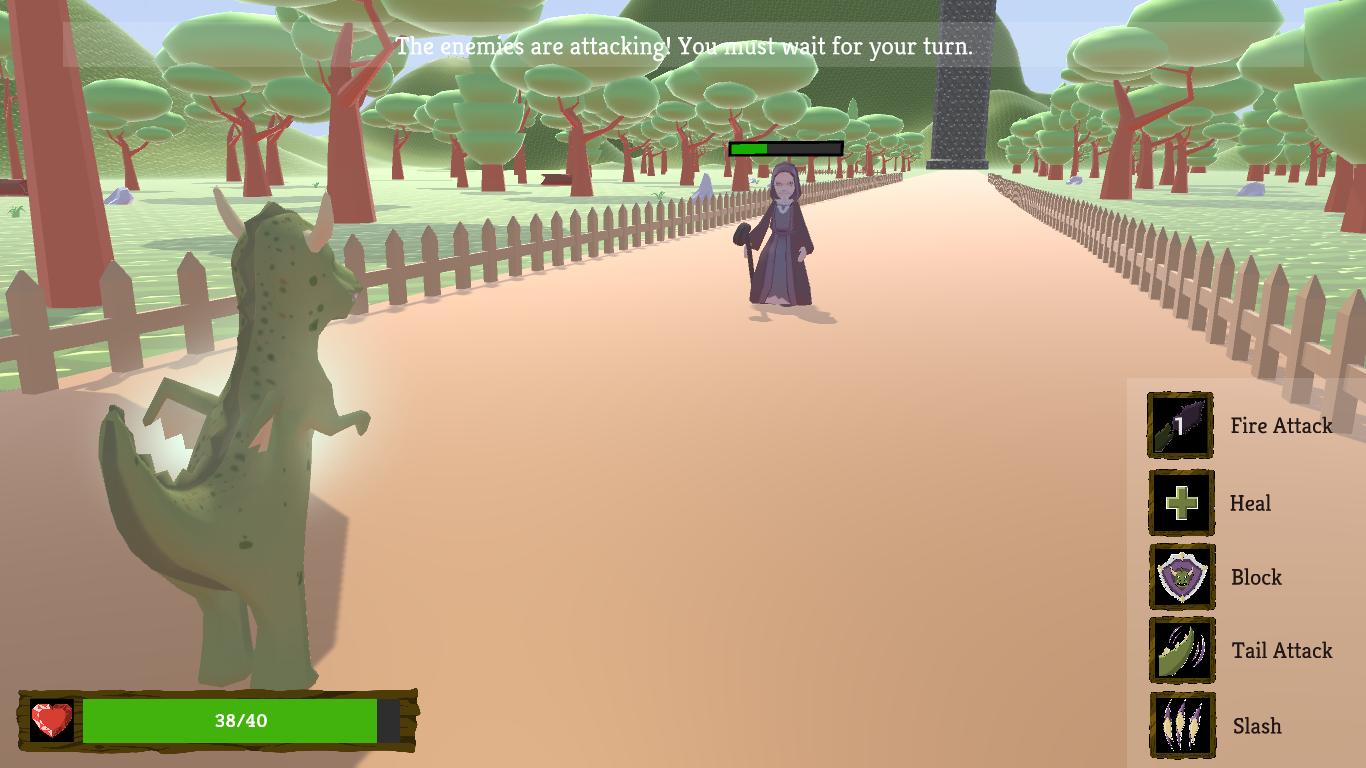 The enemies are attacking! You must wait for your turn.
1
Fire Attack
Heal
Block
Tail Attack
Slash
38/40